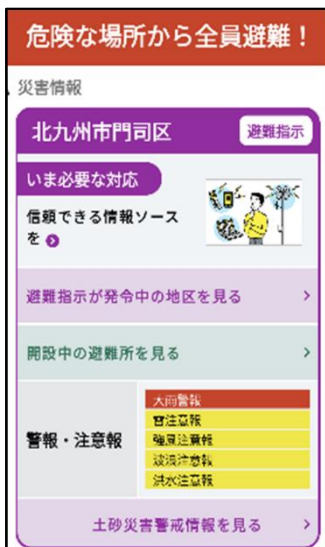 危険な場所から全員避難！
災害情報
北九州市門司区
避難指示
いま必要な対応
信頼できる情報ソース
を
避難指示が発令中の地区を見る
開設中の避難所を見る
警報・注意報
大雨警報
雷注意報
強風注意報
波浪注意報
洪水注意報
土砂災害警戒情報を見る